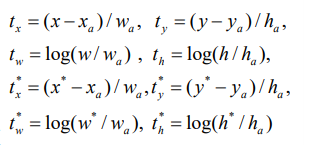 t_x = (x − x_a) / w_a, t_y = (y − y_a) / h_a,
t_w = log(w / w_a) , t_h = log(h / h_a),
t_x^* = (x^* − x_a) / w_a, t_y^* = (y^* − y_a) / h_a,
t_w^* = log(w^* / w_a), t_h^* = log(h^* / h_a)